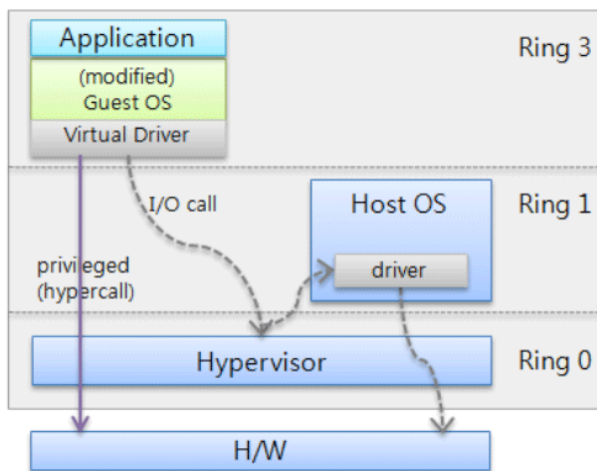 Application
Ring 3
(modified)
Guest OS
Virtual Driver
I/O call
Host OS
Ring 1
privileged
(hypercall)
driver
Hypervisor
Ring 0
H/W